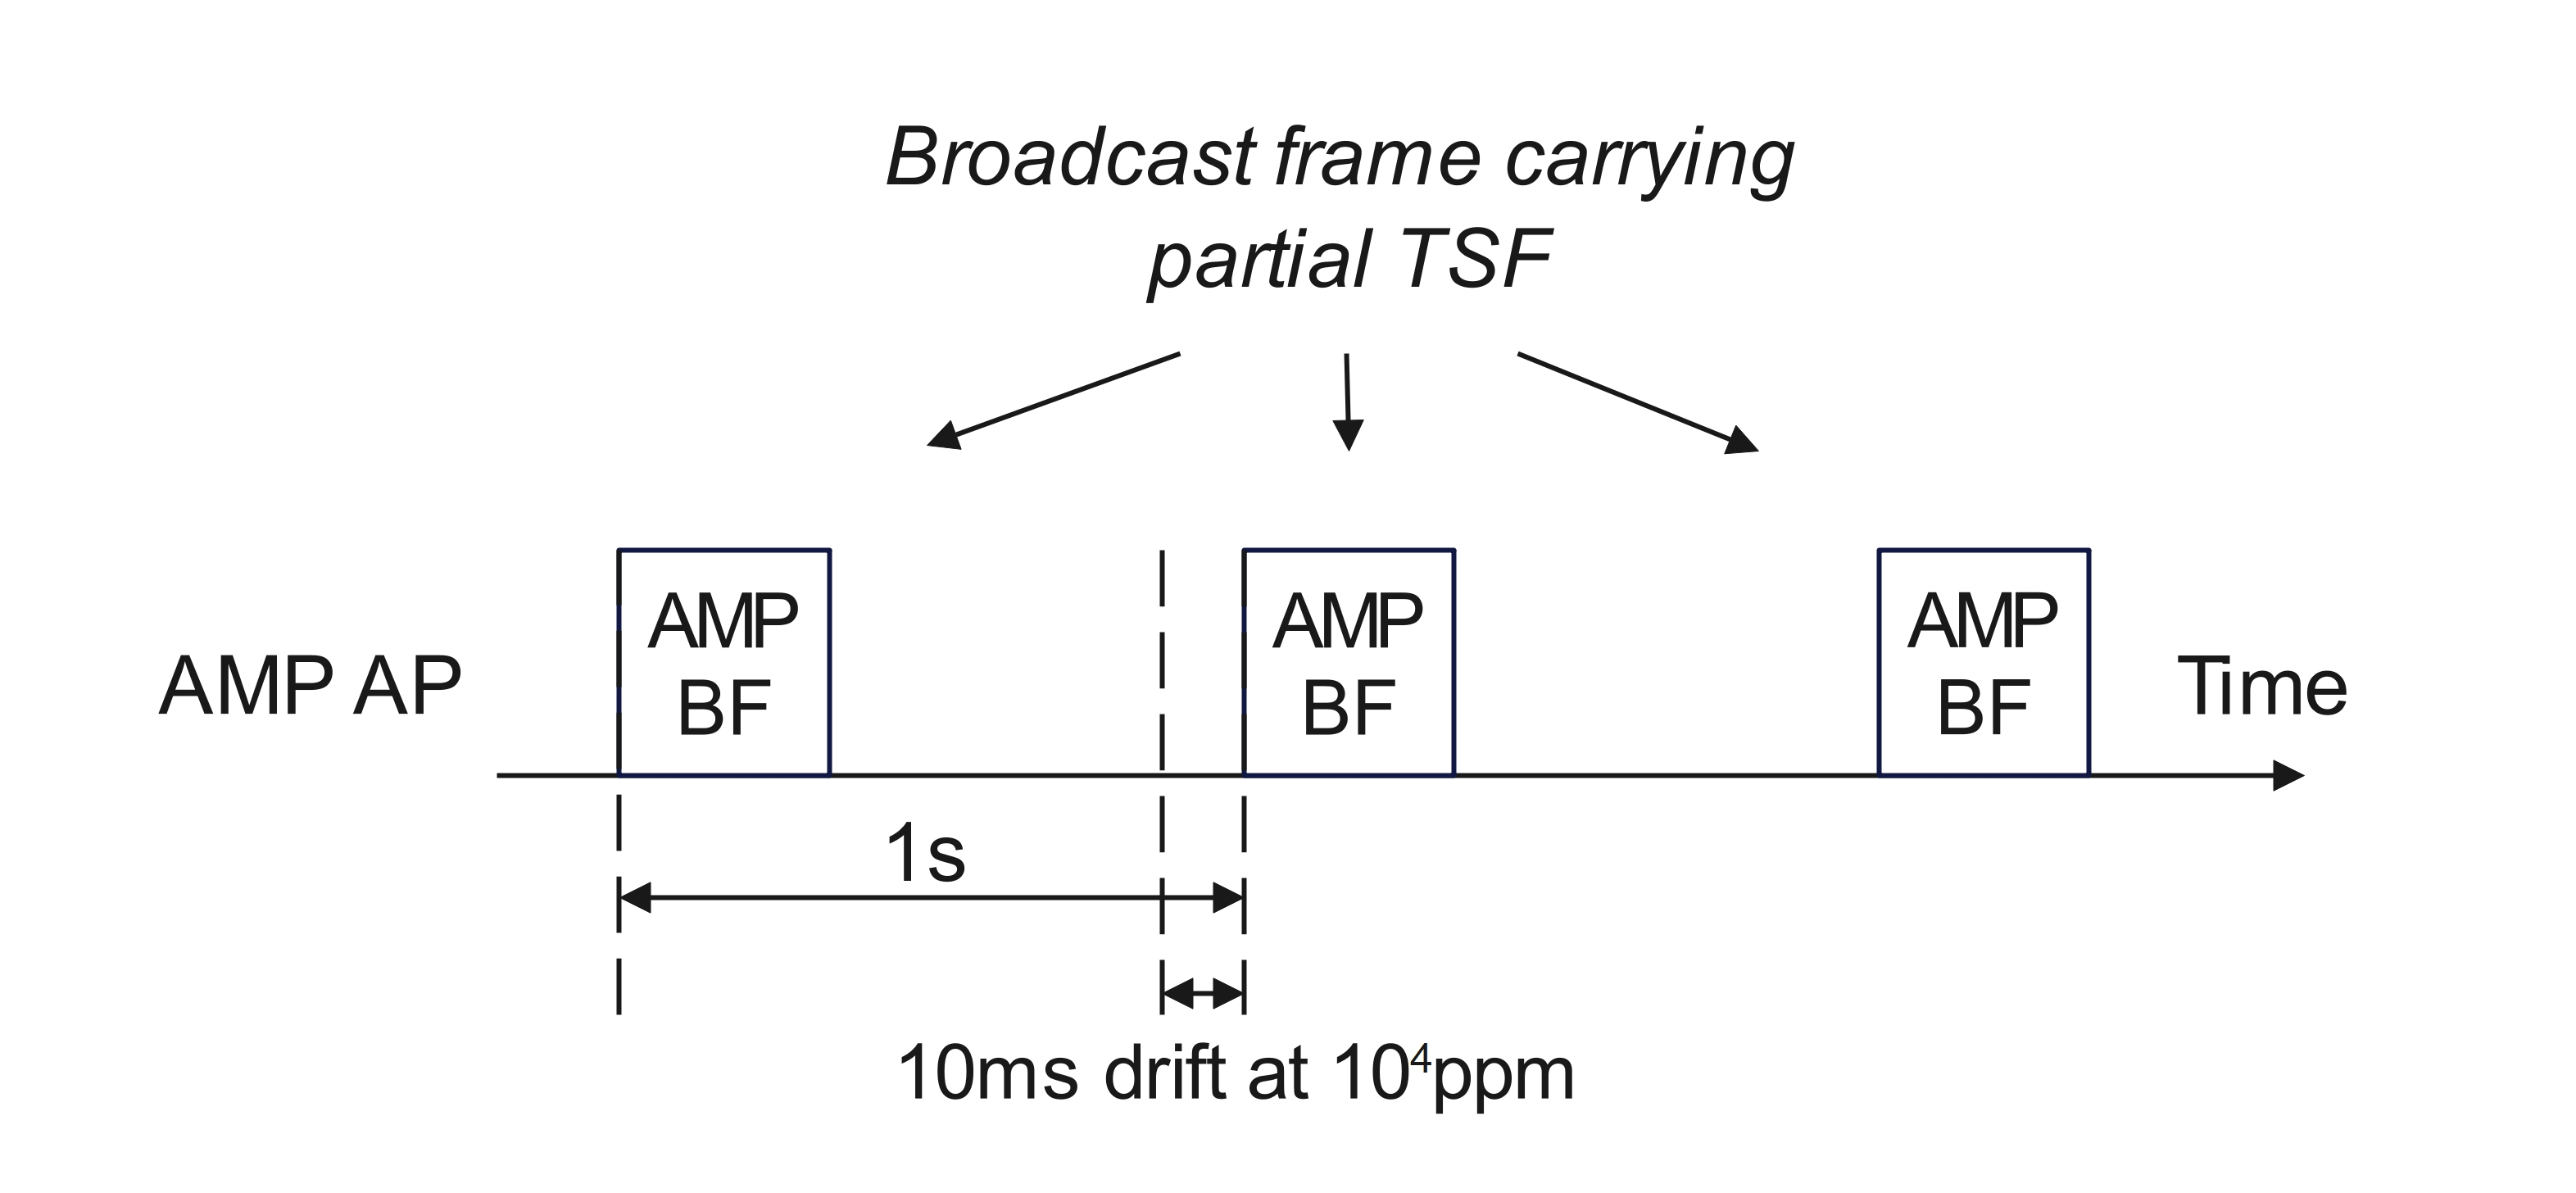 Broadcast frame carrying
partial TSF
AMP
BF
AMP
BF
AMP
BF
AMP AP
Time
1s
10ms drift at 10⁴ppm